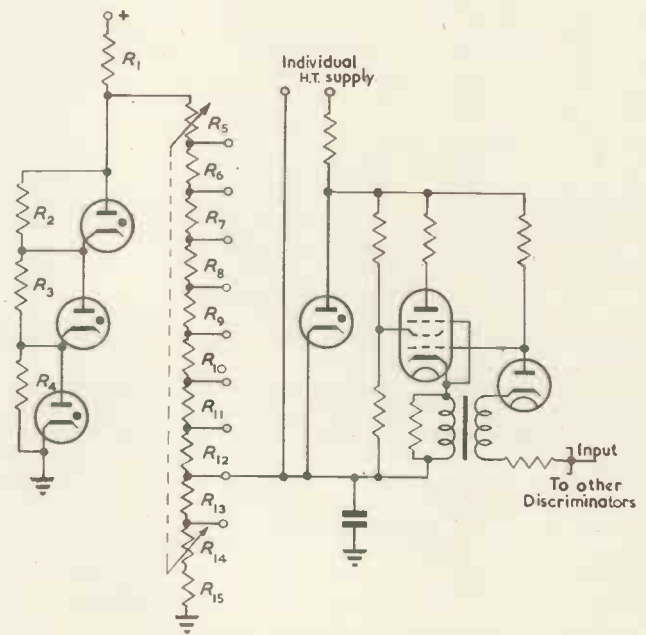 +
R1
R2
R3
R4
R5
R6
R7
R8
R9
R10
R11
R12
R13
R14
R15
Individual
H.T. supply
Input
To other
Discriminators